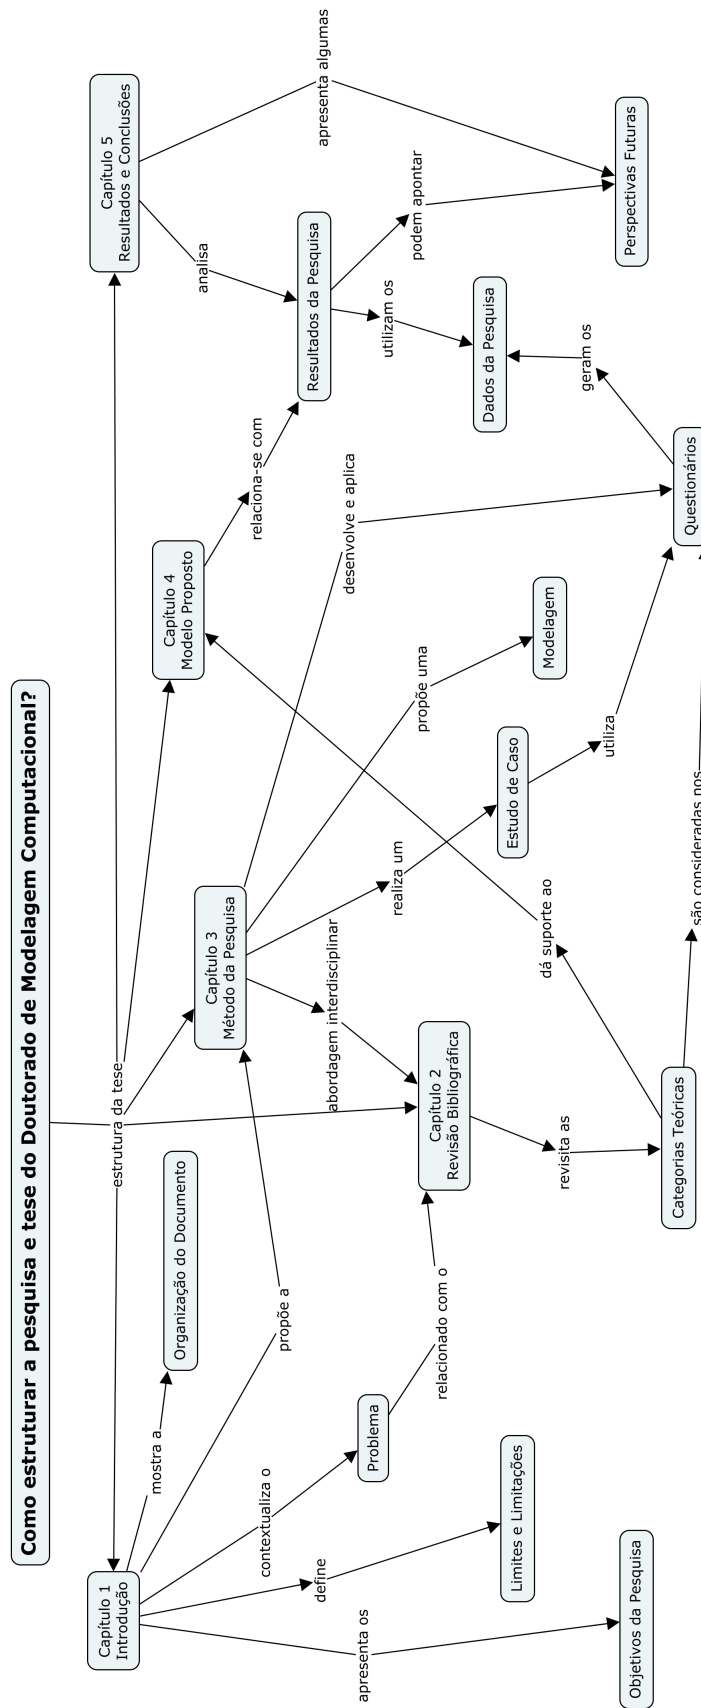 Como estruturar a pesquisa e tese do Doutorado de Modelagem Computacional?
estrutura da tese
Capítulo 1
Introdução
Capítulo 5
Resultados e Conclusões
mostra a
Organização do Documento
Capítulo 4
Modelo Proposto
Capítulo 3
Método da Pesquisa
analisa
apresenta algumas
relaciona-se com
propõe a
contextualiza o
define
apresenta os
abordagem interdisciplinar
realiza um
propõe uma
desenvolve e aplica
Resultados da Pesquisa
Problema
utilizam os
podem apontar
relacionado com o
Capítulo 2
Revisão Bibliográfica
Limites e Limitações
Estudo de Caso
Modelagem
Dados da Pesquisa
revisita as
dá suporte ao
utiliza
geram os
Objetivos da Pesquisa
Perspectivas Futuras
Categorias Teóricas
são consideradas nos
Questionários